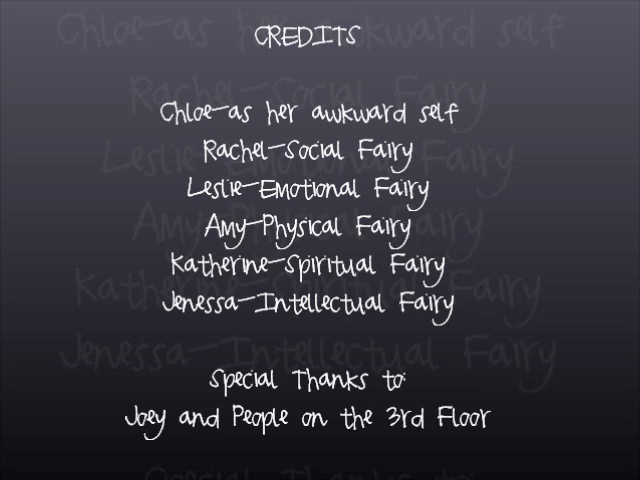 CREDITS
Chloe-as her awkward self
Rachel-Social Fairy
Leslie-Emotional Fairy
Amy-Physical Fairy
Katherine-Spiritual Fairy
Jenessa-Intellectual Fairy
Special Thanks to:
Joey and People on the 3rd Floor